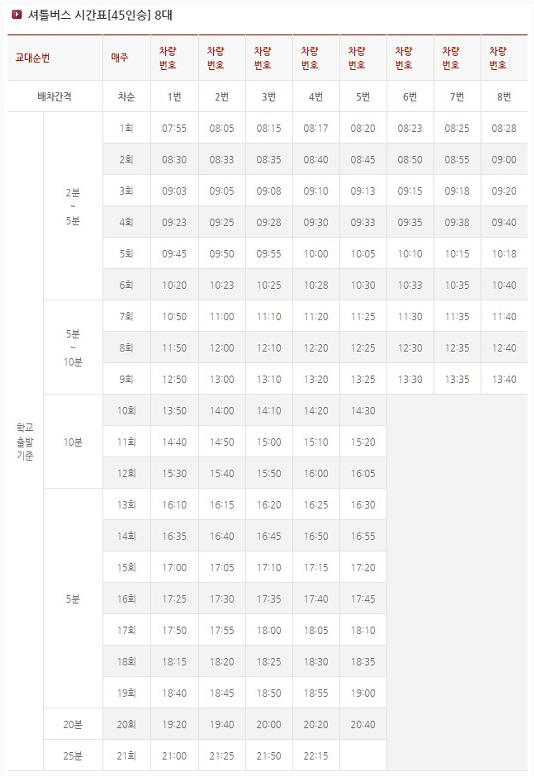 셔틀버스 시간표[45인승] 8대
교대순번 매주 차량 차량 차량 차량 차량 차량 차량 차량
번호 번호 번호 번호 번호 번호 번호 번호
배차간격 차순 1번 2번 3번 4번 5번 6번 7번 8번
1회 07:55 08:05 08:15 08:17 08:20 08:23 08:25 08:28
2회 08:30 08:33 08:35 08:40 08:45 08:50 08:55 09:00
2분
~
5분
3회 09:03 09:05 09:08 09:10 09:13 09:15 09:18 09:20
4회 09:23 09:25 09:28 09:30 09:33 09:35 09:38 09:40
5회 09:45 09:50 09:55 10:00 10:05 10:10 10:15 10:18
6회 10:20 10:23 10:25 10:28 10:30 10:33 10:35 10:40
5분
~
10분
7회 10:50 11:00 11:10 11:20 11:25 11:30 11:35 11:40
8회 11:50 12:00 12:10 12:20 12:25 12:30 12:35 12:40
9회 12:50 13:00 13:10 13:20 13:25 13:30 13:35 13:40
학교
출발
기준
10분
10회 13:50 14:00 14:10 14:20 14:30
11회 14:40 14:50 15:00 15:10 15:20
12회 15:30 15:40 15:50 16:00 16:05
5분
13회 16:10 16:15 16:20 16:25 16:30
14회 16:35 16:40 16:45 16:50 16:55
15회 17:00 17:05 17:10 17:15 17:20
16회 17:25 17:30 17:35 17:40 17:45
17회 17:50 17:55 18:00 18:05 18:10
18회 18:15 18:20 18:25 18:30 18:35
19회 18:40 18:45 18:50 18:55 19:00
20분 20회 19:20 19:40 20:00 20:20 20:40
25분 21회 21:00 21:25 21:50 22:15